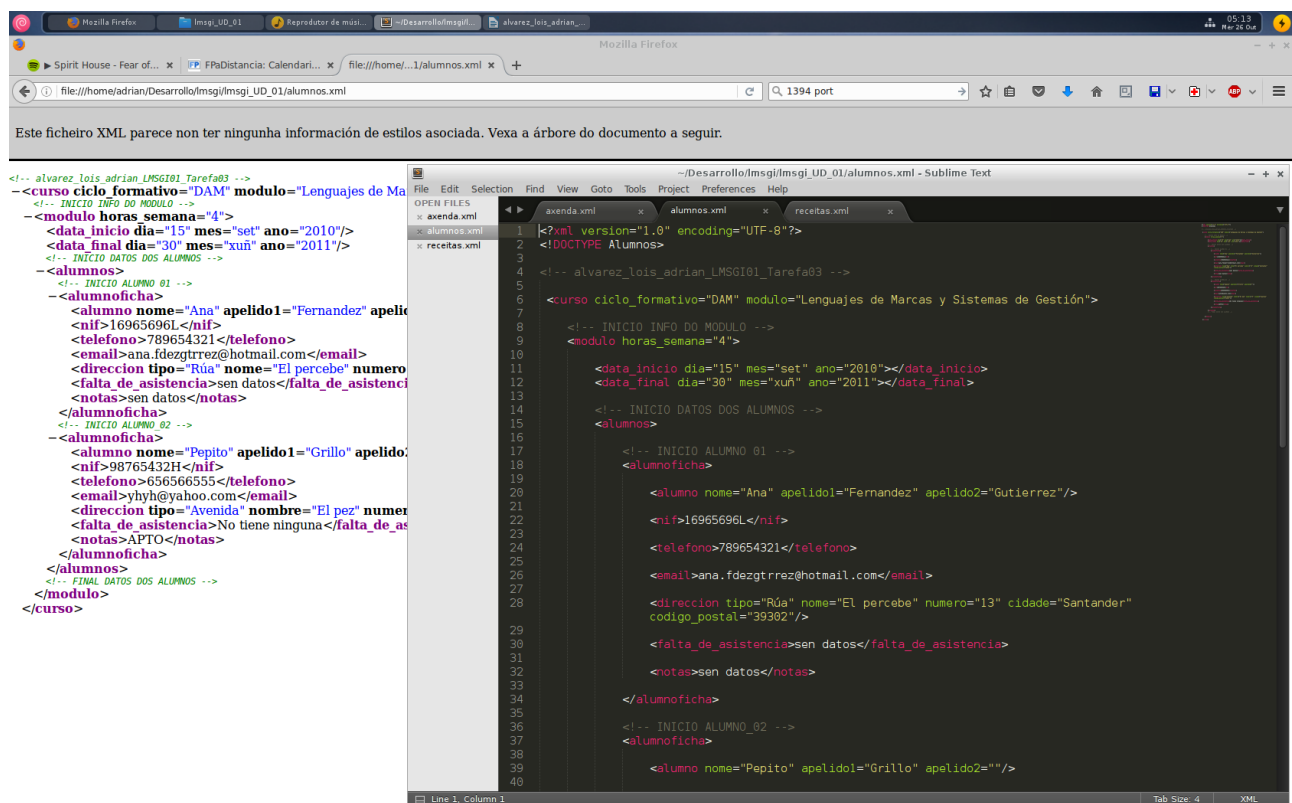 Mozilla Firefox
lmsgi_UD_01
Reprodutor de músi...
~/Desarrollo/lmsgi/l...
alvarez_lois_adrian_...
05:13
Mér 26 Out
Mozilla Firefox
▶ Spirit House - Fear of... x
FP FPaDistancia: Calendari... x
file:///home/...1/alumnos.xml x
file:///home/adrian/Desarrollo/lmsgi/lmsgi_UD_01/alumnos.xml
1394 port
ABP
Este ficheiro XML parece non ter ningunha información de estilos asociada. Vexa a árbore do documento a seguir.
<!-- alvarez_lois_adrian_LMSGI01_Tarefa03 -->
−<curso ciclo_formativo="DAM" modulo="Lenguajes de Ma
<!-- INICIO INFO DO MODULO -->
−<modulo horas_semana="4">
<data_inicio dia="15" mes="set" ano="2010"/>
<data_final dia="30" mes="xuñ" ano="2011"/>
<!-- INICIO DATOS DOS ALUMNOS -->
−<alumnos>
<!-- INICIO ALUMNO 01 -->
−<alumnoficha>
<alumno nome="Ana" apelido1="Fernandez" apelid
<nif>16965696L</nif>
<telefono>789654321</telefono>
<email>ana.fdezgtrrez@hotmail.com</email>
<direccion tipo="Rúa" nome="El percebe" numero
<falta_de_asistencia>sen datos</falta_de_asistenci
<notas>sen datos</notas>
</alumnoficha>
<!-- INICIO ALUMNO_02 -->
−<alumnoficha>
<alumno nome="Pepito" apelido1="Grillo" apelido2
<nif>98765432H</nif>
<telefono>656566555</telefono>
<email>yhyh@yahoo.com</email>
<direccion tipo="Avenida" nombre="El pez" numer
<falta_de_asistencia>No tiene ninguna</falta_de_as
<notas>APTO</notas>
</alumnoficha>
</alumnos>
<!-- FINAL DATOS DOS ALUMNOS -->
</modulo>
</curso>
~/Desarrollo/lmsgi/lmsgi_UD_01/alumnos.xml - Sublime Text
File Edit Selection Find View Goto Tools Project Preferences Help
OPEN FILES
x axenda.xml
x alumnos.xml
x receitas.xml
axenda.xml x alumnos.xml x receitas.xml x
1 <?xml version="1.0" encoding="UTF-8"?>
2 <!DOCTYPE Alumnos>
3
4 <!-- alvarez_lois_adrian_LMSGI01_Tarefa03 -->
5
6 <curso ciclo_formativo="DAM" modulo="Lenguajes de Marcas y Sistemas de Gestión">
7
8 <!-- INICIO INFO DO MODULO -->
9 <modulo horas_semana="4">
10
11 <data_inicio dia="15" mes="set" ano="2010"></data_inicio>
12 <data_final dia="30" mes="xuñ" ano="2011"></data_final>
13
14 <!-- INICIO DATOS DOS ALUMNOS -->
15 <alumnos>
16
17 <!-- INICIO ALUMNO 01 -->
18 <alumnoficha>
19
20 <alumno nome="Ana" apelido1="Fernandez" apelido2="Gutierrez"/>
21
22 <nif>16965696L</nif>
23
24 <telefono>789654321</telefono>
25
26 <email>ana.fdezgtrrez@hotmail.com</email>
27
28 <direccion tipo="Rúa" nome="El percebe" numero="13" cidade="Santander"
codigo_postal="39302"/>
29
30 <falta_de_asistencia>sen datos</falta_de_asistencia>
31
32 <notas>sen datos</notas>
33
34 </alumnoficha>
35
36 <!-- INICIO ALUMNO_02 -->
37 <alumnoficha>
38
39 <alumno nome="Pepito" apelido1="Grillo" apelido2=""/>
40
Line 1, Column 1
Tab Size: 4
XML